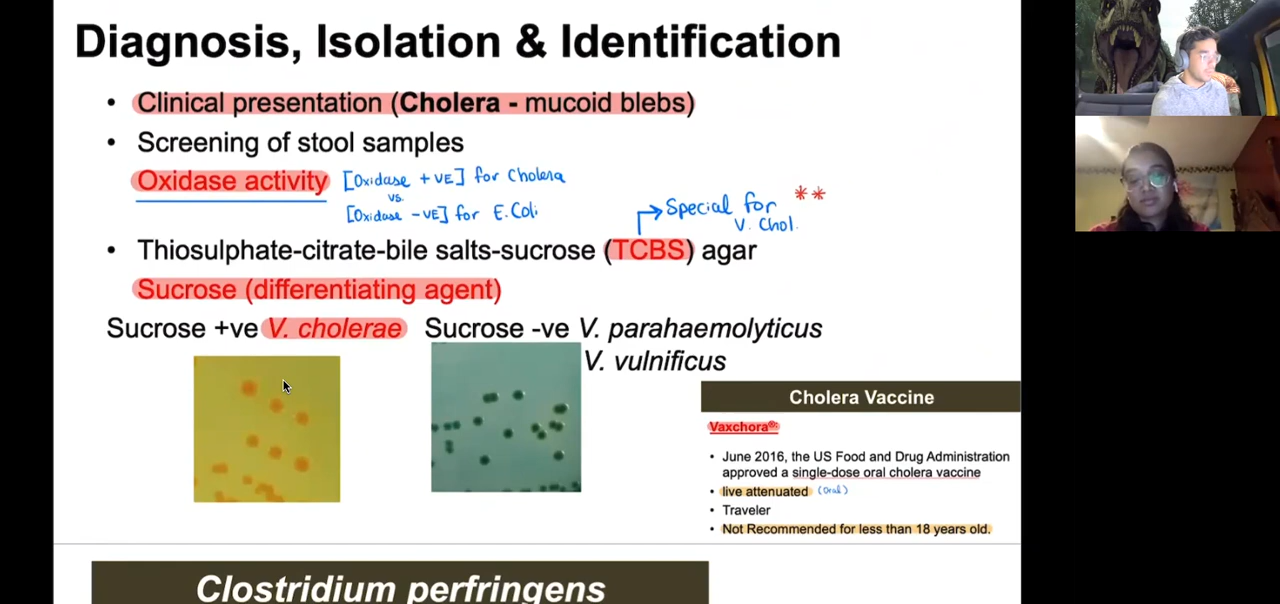 Diagnosis, Isolation & Identification
• Clinical presentation (Cholera - mucoid blebs)
• Screening of stool samples
Oxidase activity [Oxidase +VE] for Cholera
vs.
[Oxidase -VE] for E.Coli
Special for **
V. Chol.
• Thiosulphate-citrate-bile salts-sucrose (TCBS) agar
Sucrose (differentiating agent)
Sucrose +ve V. cholerae Sucrose -ve V. parahaemolyticus
V. vulnificus
Cholera Vaccine
Vaxchora®:
• June 2016, the US Food and Drug Administration
approved a single-dose oral cholera vaccine
• live attenuated (oral)
• Traveler
• Not Recommended for less than 18 years old.
Clostridium perfringens